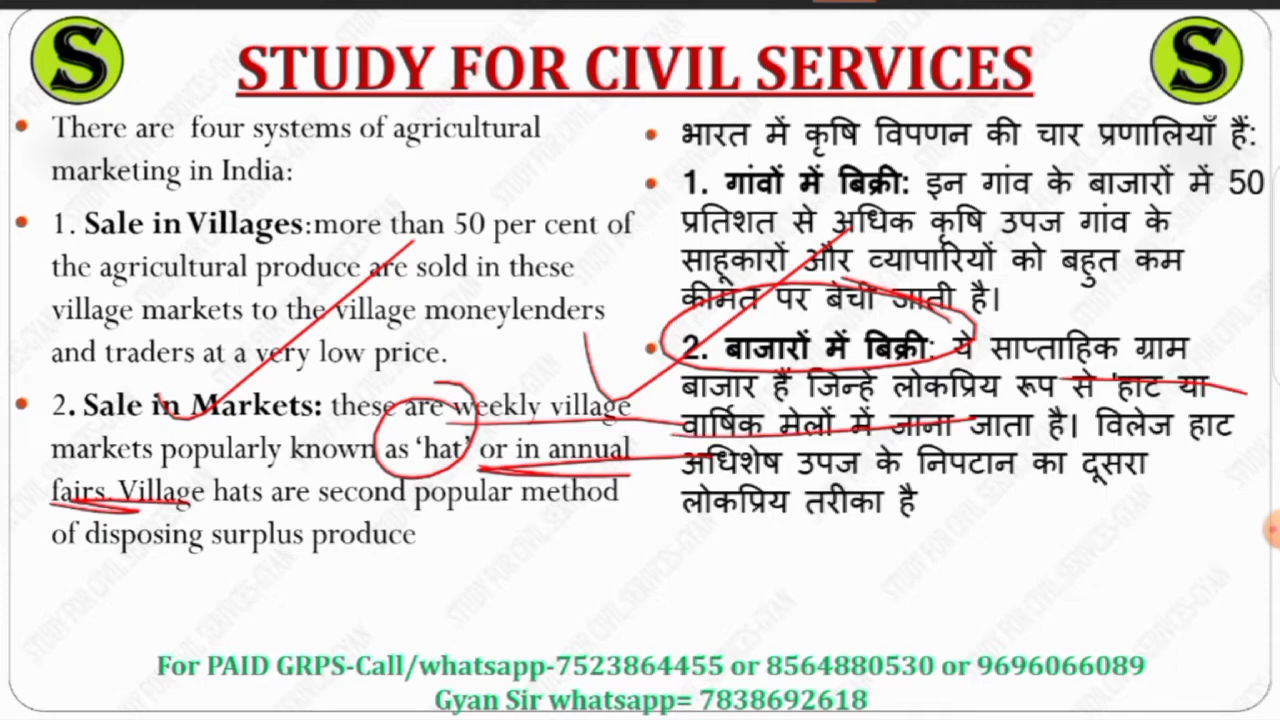 S
STUDY FOR CIVIL SERVICES
S
• There are four systems of agricultural
marketing in India:
• 1. Sale in Villages:more than 50 per cent of
the agricultural produce are sold in these
village markets to the village moneylenders
and traders at a very low price.
• 2. Sale in Markets: these are weekly village
markets popularly known as ‘hat’ or in annual
fairs. Village hats are second popular method
of disposing surplus produce
• भारत में कृषि विपणन की चार प्रणालियाँ हैं:
• 1. गांवों में बिक्री: इन गांव के बाजारों में 50
प्रतिशत से अधिक कृषि उपज गांव के
साहूकारों और व्यापारियों को बहुत कम
कीमत पर बेची जाती है।
• 2. बाजारों में बिक्री: ये साप्ताहिक ग्राम
बाजार हैं जिन्हें लोकप्रिय रूप से 'हाट या
वार्षिक मेलों में जाना जाता है। विलेज हाट
अधिशेष उपज के निपटान का दूसरा
लोकप्रिय तरीका है
For PAID GRPS-Call/whatsapp-7523864455 or 8564880530 or 9696066089
Gyan Sir whatsapp= 7838692618